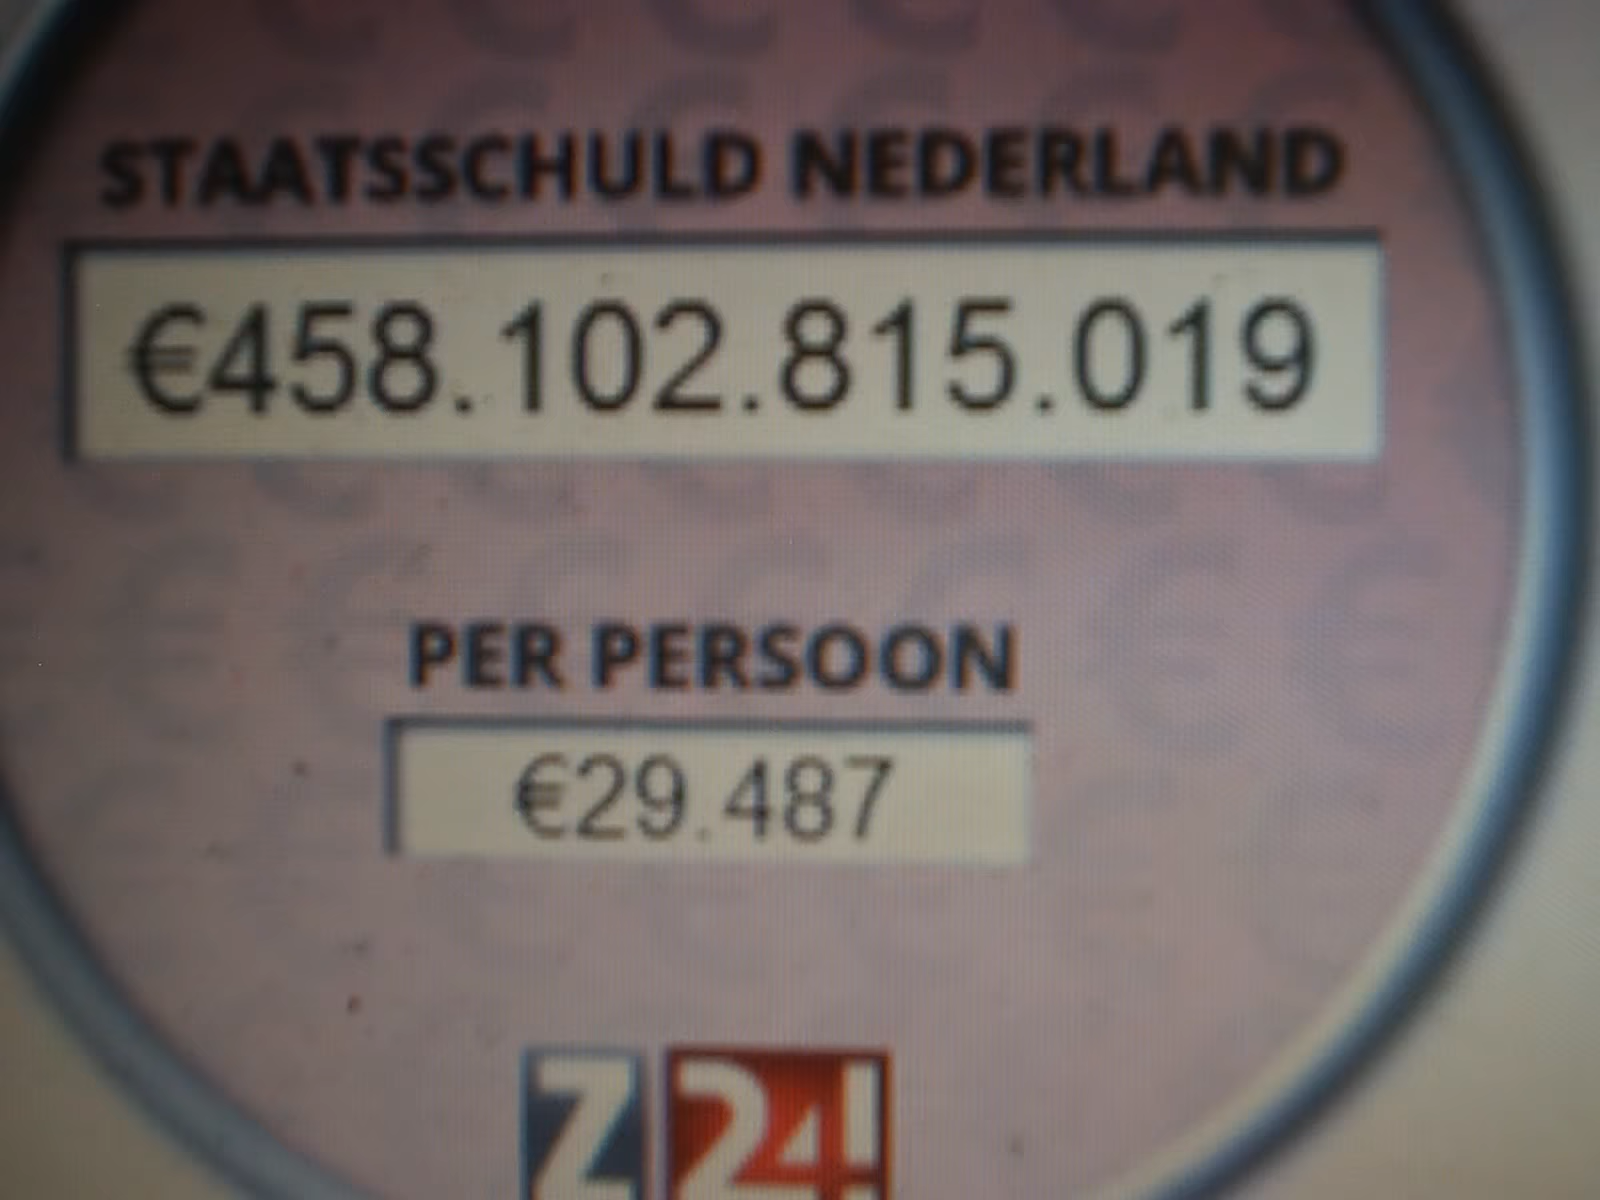 STAATSSCHULD NEDERLAND
€458.102.815.019
PER PERSOON
€29.487
Z24